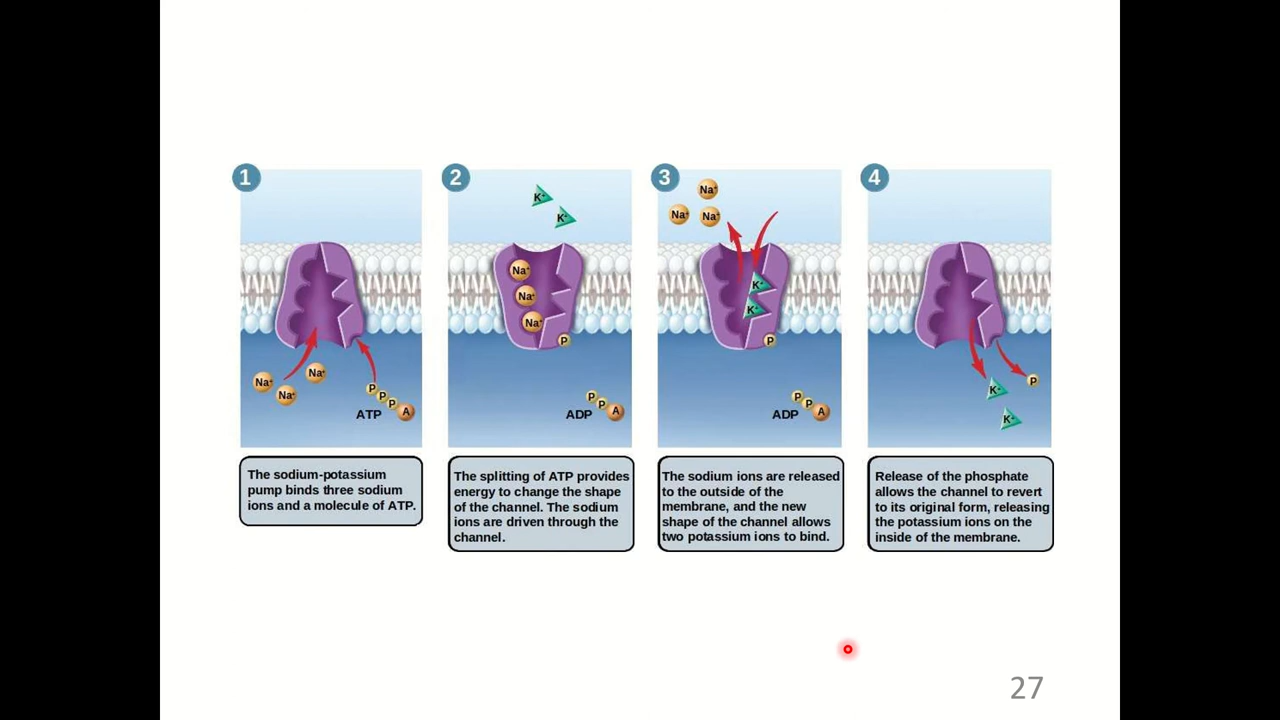 1
Na⁺
Na⁺
Na⁺
P
P
P
A
ATP
The sodium-potassium
pump binds three sodium
ions and a molecule of ATP.
2
K⁺
K⁺
Na⁺
Na⁺
Na⁺
P
P
P
A
ADP
The splitting of ATP provides
energy to change the shape
of the channel. The sodium
ions are driven through the
channel.
3
Na⁺
Na⁺
Na⁺
K⁺
K⁺
P
P
P
A
ADP
The sodium ions are released
to the outside of the
membrane, and the new
shape of the channel allows
two potassium ions to bind.
4
P
K⁺
K⁺
Release of the phosphate
allows the channel to revert
to its original form, releasing
the potassium ions on the
inside of the membrane.
27